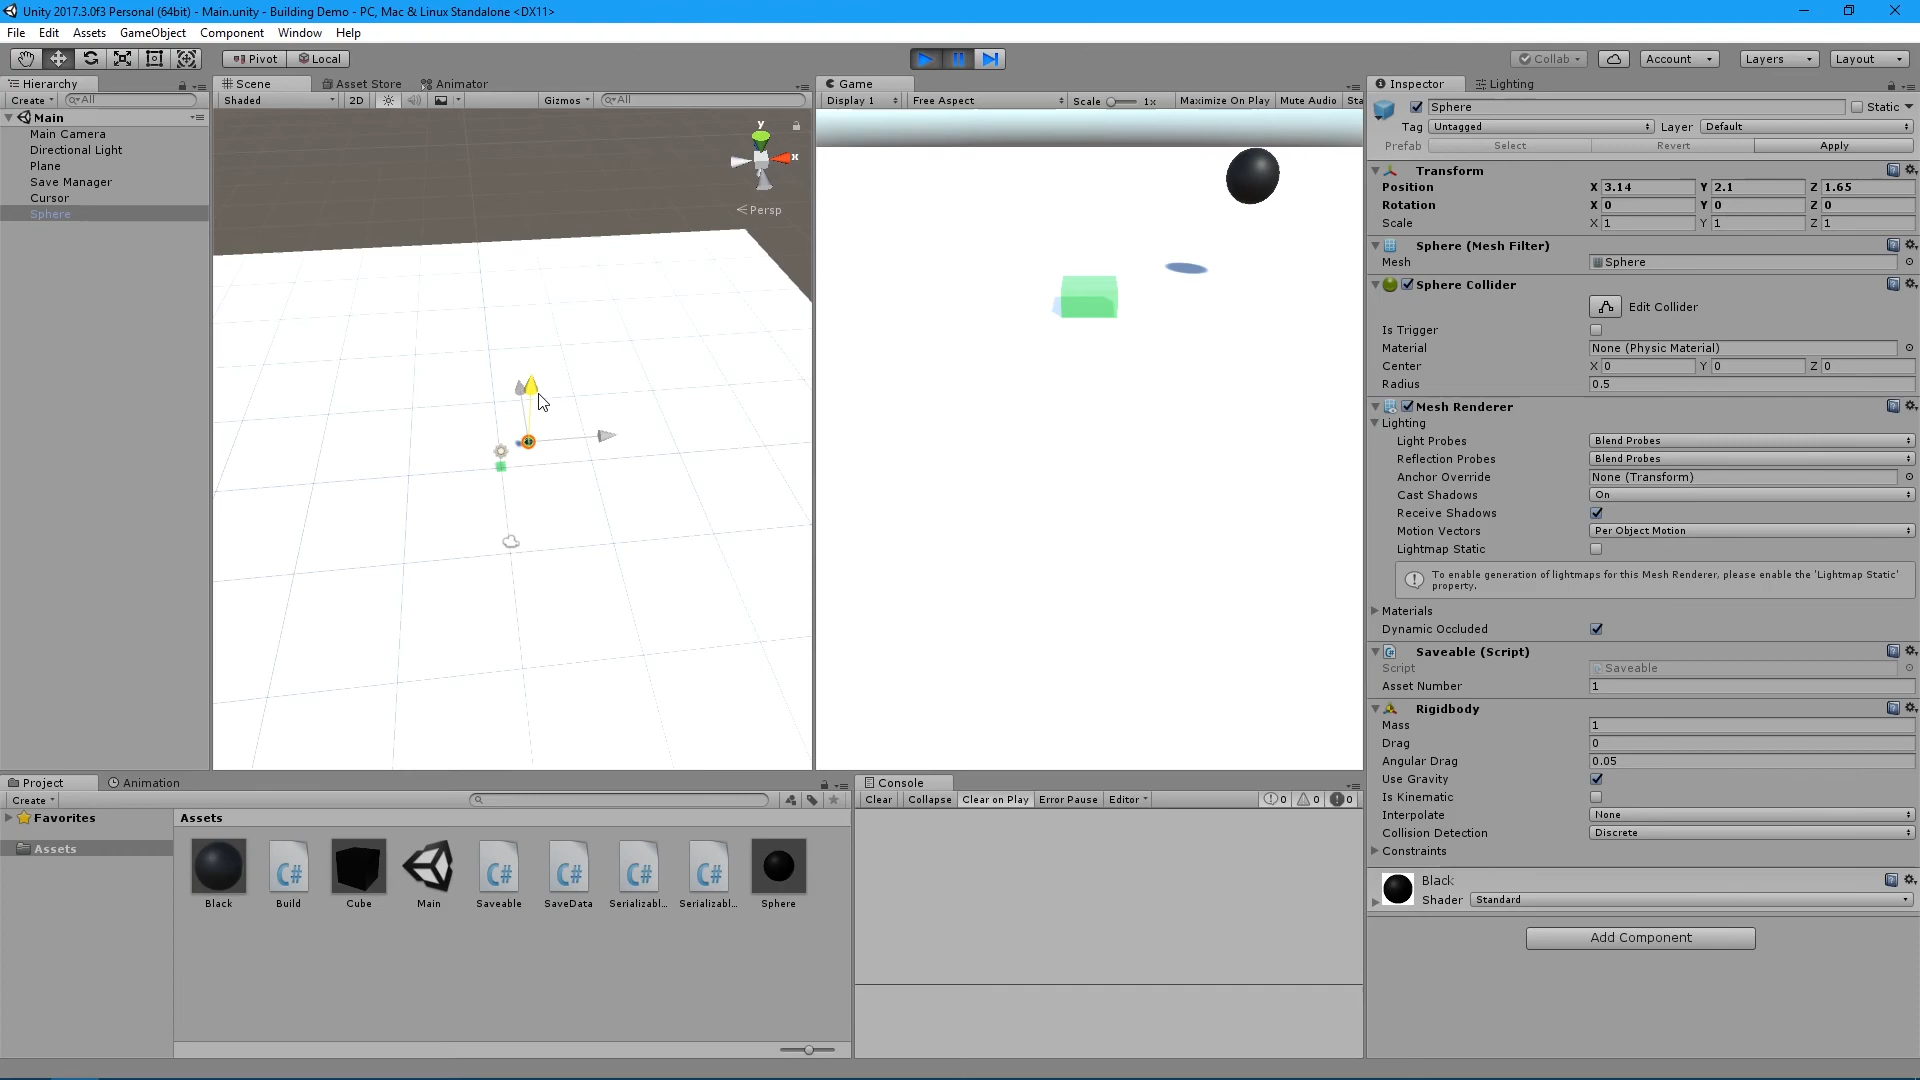 Unity 2017.3.0f3 Personal (64bit) - Main.unity - Building Demo - PC, Mac & Linux Standalone <DX11>
File Edit Assets GameObject Component Window Help
Pivot Local Collab Account Layers Layout
Hierarchy
Create All
Main
Main Camera
Directional Light
Plane
Save Manager
Cursor
Sphere
Scene Asset Store Animator
Shaded 2D Gizmos All
y
x
Persp
Game
Display 1 Free Aspect Scale 1x Maximize On Play Mute Audio Sta
Inspector Lighting
Sphere Static
Tag Untagged Layer Default
Prefab Select Revert Apply
Transform
Position X 3.14 Y 2.1 Z 1.65
Rotation X 0 Y 0 Z 0
Scale X 1 Y 1 Z 1
Sphere (Mesh Filter)
Mesh Sphere
Sphere Collider
Edit Collider
Is Trigger
Material None (Physic Material)
Center X 0 Y 0 Z 0
Radius 0.5
Mesh Renderer
Lighting
Light Probes Blend Probes
Reflection Probes Blend Probes
Anchor Override None (Transform)
Cast Shadows On
Receive Shadows
Motion Vectors Per Object Motion
Lightmap Static
To enable generation of lightmaps for this Mesh Renderer, please enable the 'Lightmap Static'
property.
Materials
Dynamic Occluded
Saveable (Script)
Script Saveable
Asset Number 1
Rigidbody
Mass 1
Drag 0
Angular Drag 0.05
Use Gravity
Is Kinematic
Interpolate None
Collision Detection Discrete
Constraints
Black
Shader Standard
Add Component
Project Animation
Create
Favorites
Assets
Assets
C# C# C# C# C#
Black Build Cube Main Saveable SaveData Serializabl... Serializabl... Sphere
Console
Clear Collapse Clear on Play Error Pause Editor 0 0 0